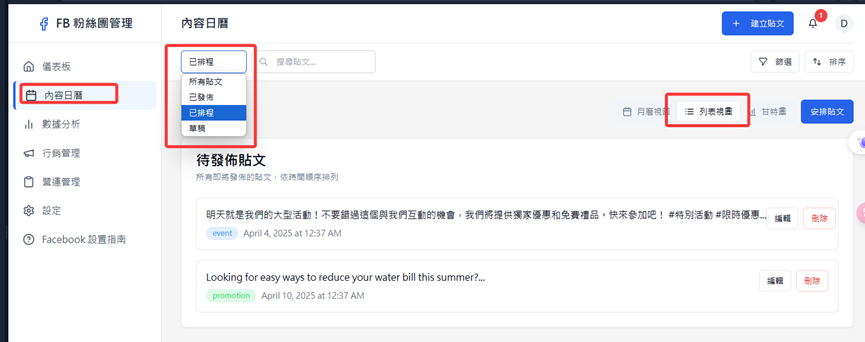 FB 粉絲團管理
內容日曆
建立貼文
1
D
儀表板
內容日曆
數據分析
行銷管理
營運管理
設定
Facebook 設置指南
已排程
搜尋貼文...
篩選
排序
所有貼文
已發佈
已排程
草稿
月曆視圖
列表視圖
甘特圖
安排貼文
待發佈貼文
所有即將發佈的貼文，依時間順序排列
明天就是我們的大型活動！不要錯過這個與我們互動的機會，我們將提供獨家優惠和免費禮品。快來參加吧！ #特別活動 #限時優惠...
編輯
刪除
event
April 4, 2025 at 12:37 AM
Looking for easy ways to reduce your water bill this summer?...
編輯
刪除
promotion
April 10, 2025 at 12:37 AM